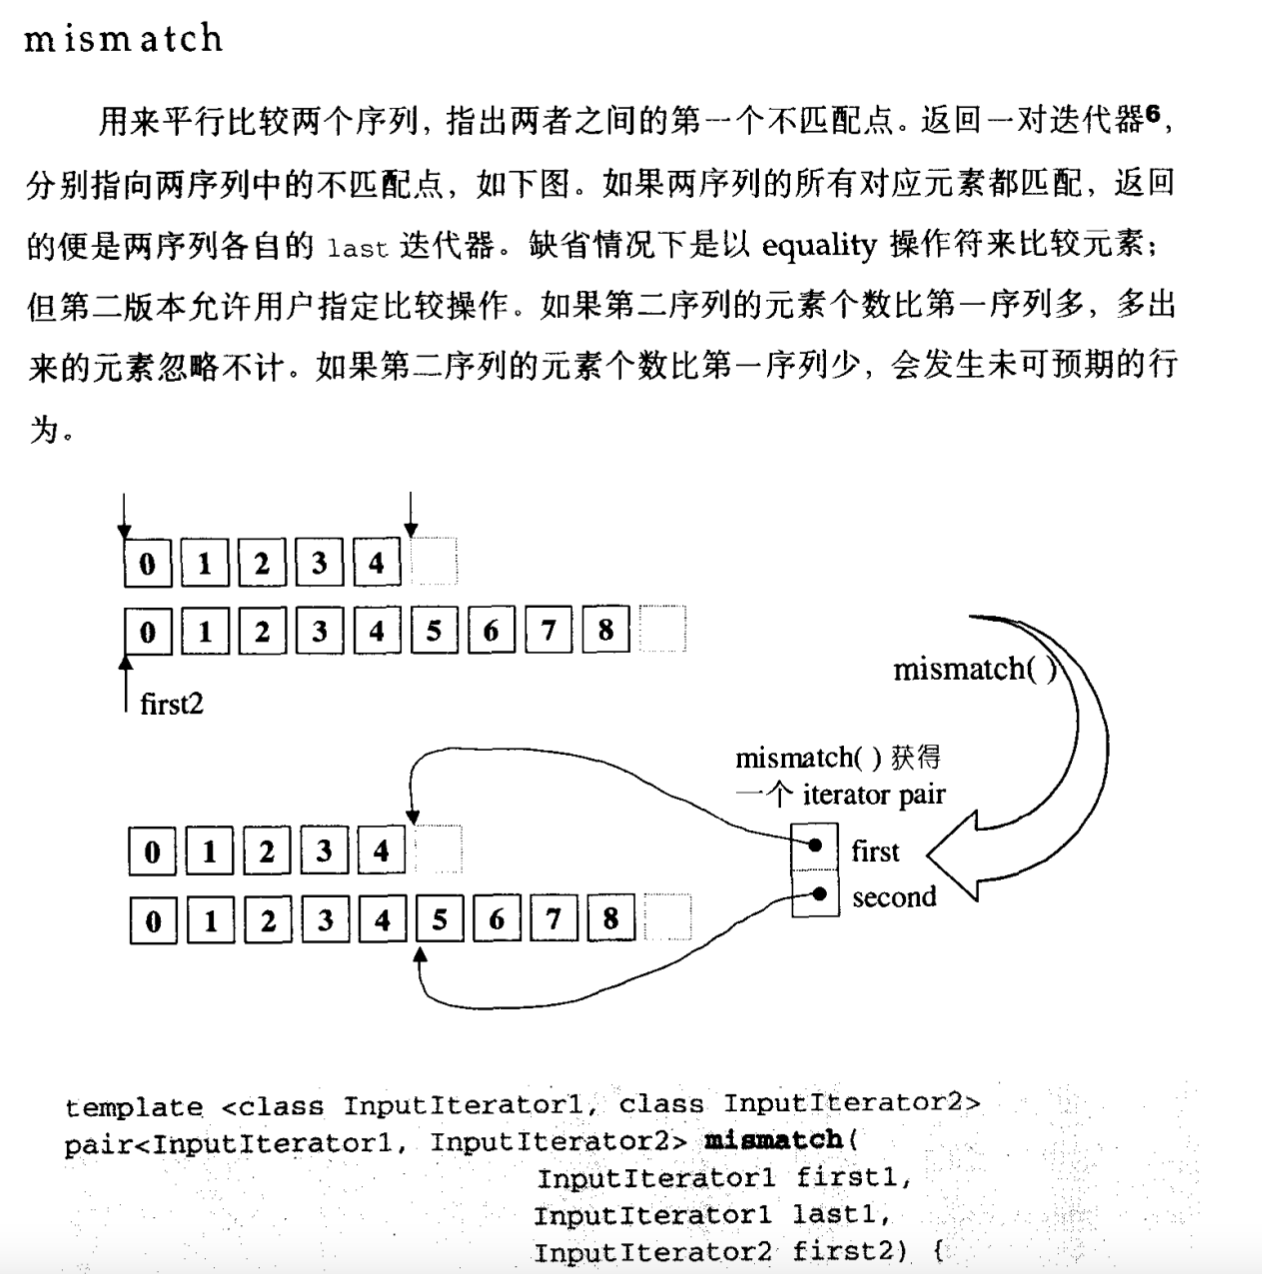 mismatch
用来平行比较两个序列，指出两者之间的第一个不匹配点。返回一对迭代器6，
分别指向两序列中的不匹配点，如下图。如果两序列的所有对应元素都匹配，返回
的便是两序列各自的 last 迭代器。缺省情况下是以 equality 操作符来比较元素；
但第二版本允许用户指定比较操作。如果第二序列的元素个数比第一序列多，多出
来的元素忽略不计。如果第二序列的元素个数比第一序列少，会发生未可预期的行
为。
0 1 2 3 4
0 1 2 3 4 5 6 7 8
first2
mismatch( )
mismatch( ) 获得
一个 iterator pair
0 1 2 3 4
first
second
0 1 2 3 4 5 6 7 8
template <class InputIterator1, class InputIterator2>
pair<InputIterator1, InputIterator2> mismatch(
InputIterator1 first1,
InputIterator1 last1,
InputIterator2 first2) {